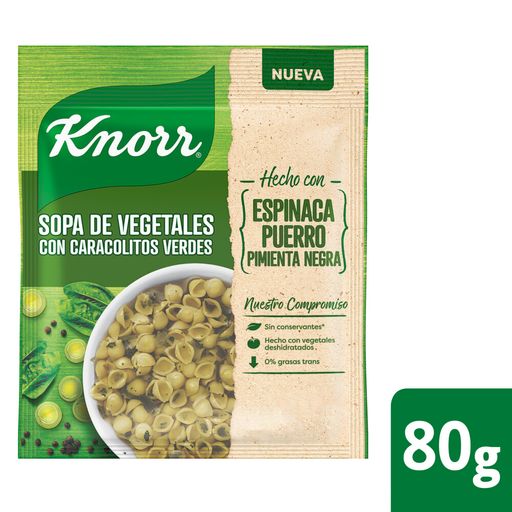 NUEVA
Knorr®
SOPA DE VEGETALES
CON CARACOLITOS VERDES
Hecho con
ESPINACA
PUERRO
PIMIENTA NEGRA
Nuestro Compromiso
Sin conservantes*
Hecho con vegetales
deshidratados.
0% grasas trans
80g